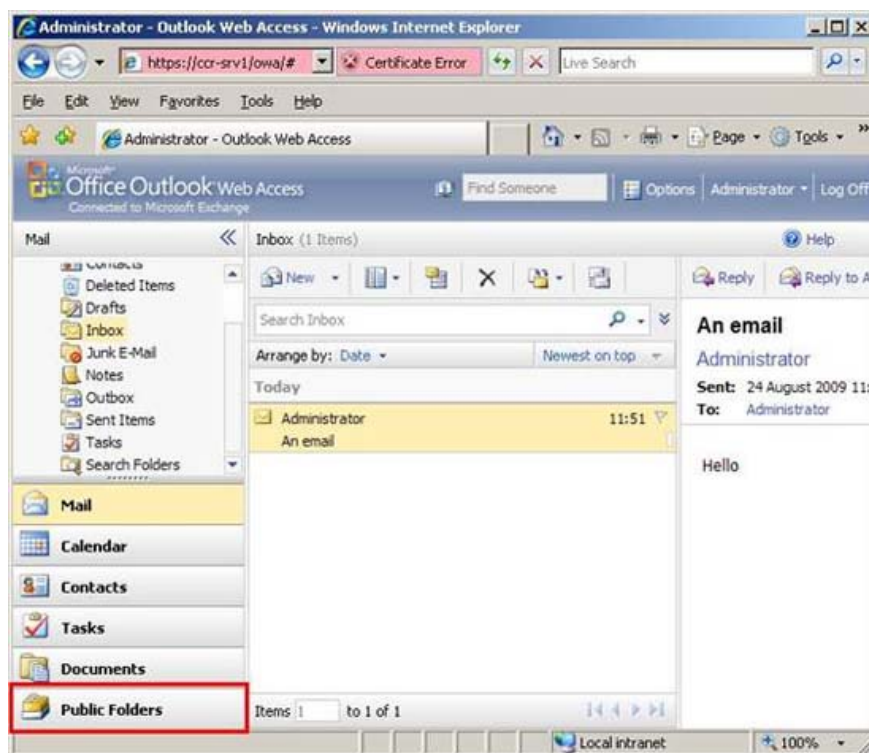 Administrator - Outlook Web Access - Windows Internet Explorer
https://ccr-srv1/owa/#
Certificate Error
Live Search
File Edit View Favorites Tools Help
Administrator - Outlook Web Access
Page
Tools
»
Microsoft
Office Outlook Web Access
Connected to Microsoft Exchange
Find Someone
Options
Administrator
Log Off
Mail
Inbox (1 Items)
Help
Contacts
Deleted Items
Drafts
Inbox
Junk E-Mail
Notes
Outbox
Sent Items
Tasks
Search Folders
Mail
Calendar
Contacts
Tasks
Documents
Public Folders
New
Search Inbox
Arrange by: Date
Newest on top
Today
Administrator 11:51
An email
Items 1 to 1 of 1
Reply
Reply to A
An email
Administrator
Sent: 24 August 2009 11:
To: Administrator
Hello
Local intranet
100%